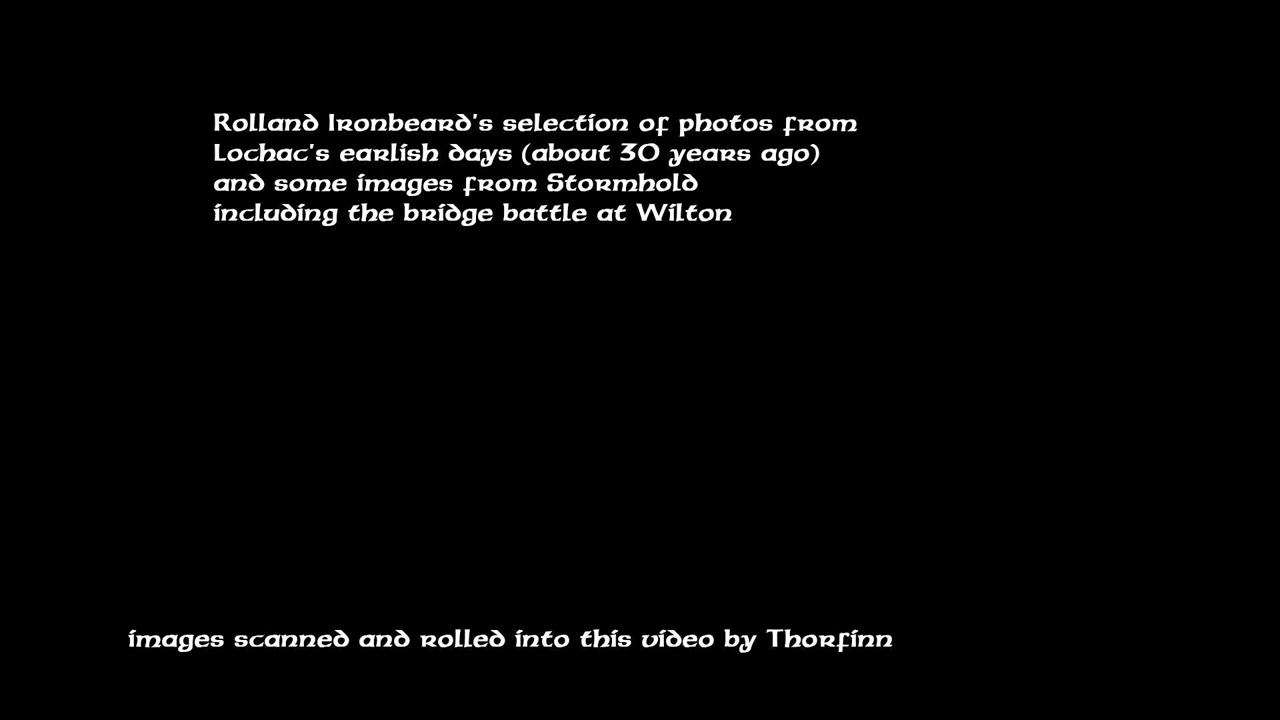 Rolland Ironbeard's selection of photos from
Lochac's earlish days (about 30 years ago)
and some images from Stormhold
including the bridge battle at Wilton
images scanned and rolled into this video by Thorfinn